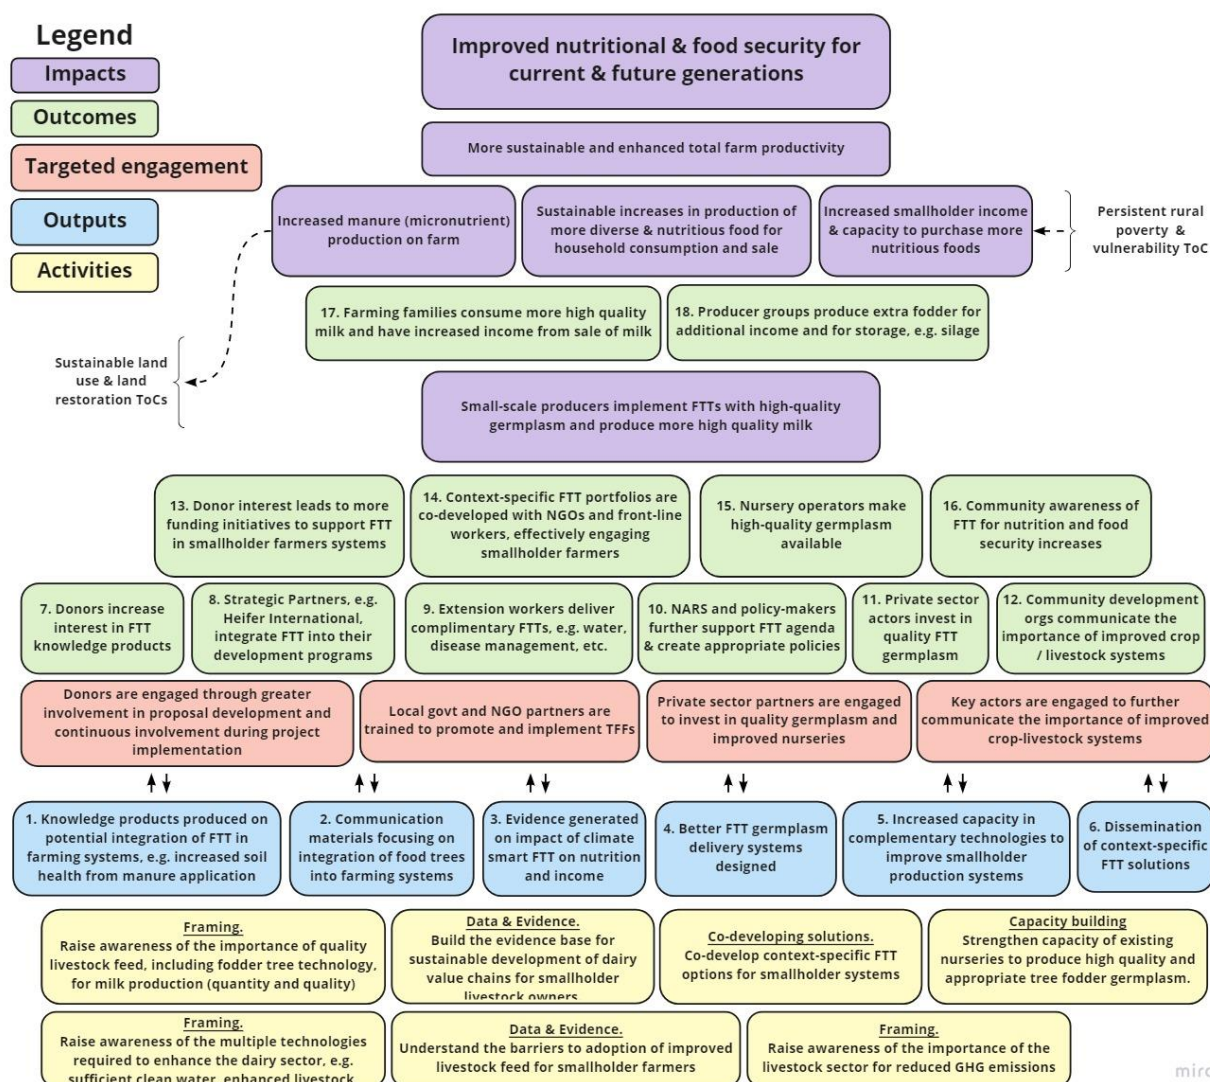 Legend
Impacts
Outcomes
Targeted engagement
Outputs
Activities
Improved nutritional & food security for
current & future generations
More sustainable and enhanced total farm productivity
Increased manure (micronutrient)
production on farm
Sustainable increases in production of
more diverse & nutritious food for
household consumption and sale
Increased smallholder income
& capacity to purchase more
nutritious foods
Persistent rural
poverty &
vulnerability ToC
17. Farming families consume more high quality
milk and have increased income from sale of milk
18. Producer groups produce extra fodder for
additional income and for storage, e.g. silage
Sustainable land
use & land
restoration ToCs
Small-scale producers implement FTTs with high-quality
germplasm and produce more high quality milk
13. Donor interest leads to more
funding initiatives to support FTT
in smallholder farmers systems
14. Context-specific FTT portfolios are
co-developed with NGOs and front-line
workers, effectively engaging
smallholder farmers
15. Nursery operators make
high-quality germplasm
available
16. Community awareness of
FTT for nutrition and food
security increases
7. Donors increase
interest in FTT
knowledge products
8. Strategic Partners, e.g.
Heifer International,
integrate FTT into their
development programs
9. Extension workers deliver
complimentary FTTs, e.g. water,
disease management, etc.
10. NARS and policy-makers
further support FTT agenda
& create appropriate policies
11. Private sector
actors invest in
quality FTT
germplasm
12. Community development
orgs communicate the
importance of improved crop
/ livestock systems
Donors are engaged through greater
involvement in proposal development and
continuous involvement during project
implementation
Local govt and NGO partners are
trained to promote and implement TFFs
Private sector partners are engaged
to invest in quality germplasm and
improved nurseries
Key actors are engaged to further
communicate the importance of improved
crop-livestock systems
1. Knowledge products produced on
potential integration of FTT in
farming systems, e.g. increased soil
health from manure application
2. Communication
materials focusing on
integration of food trees
into farming systems
3. Evidence generated
on impact of climate
smart FTT on nutrition
and income
4. Better FTT germplasm
delivery systems
designed
5. Increased capacity in
complementary technologies to
improve smallholder
production systems
6. Dissemination
of context-specific
FTT solutions
Framing.
Raise awareness of the importance of quality
livestock feed, including fodder tree technology,
for milk production (quantity and quality)
Data & Evidence.
Build the evidence base for
sustainable development of dairy
value chains for smallholder
livestock owners
Co-developing solutions.
Co-develop context-specific FTT
options for smallholder systems
Capacity building
Strengthen capacity of existing
nurseries to produce high quality and
appropriate tree fodder germplasm.
Framing.
Raise awareness of the multiple technologies
required to enhance the dairy sector, e.g.
sufficient clean water, enhanced livestock
Data & Evidence.
Understand the barriers to adoption of improved
livestock feed for smallholder farmers
Framing.
Raise awareness of the importance of the
livestock sector for reduced GHG emissions